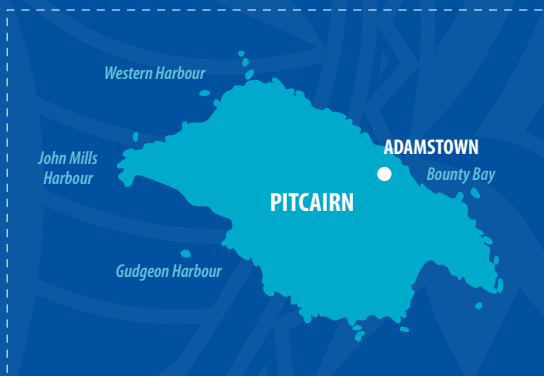 Western Harbour
ADAMSTOWN
John Mills
Harbour
Bounty Bay
PITCAIRN
Gudgeon Harbour